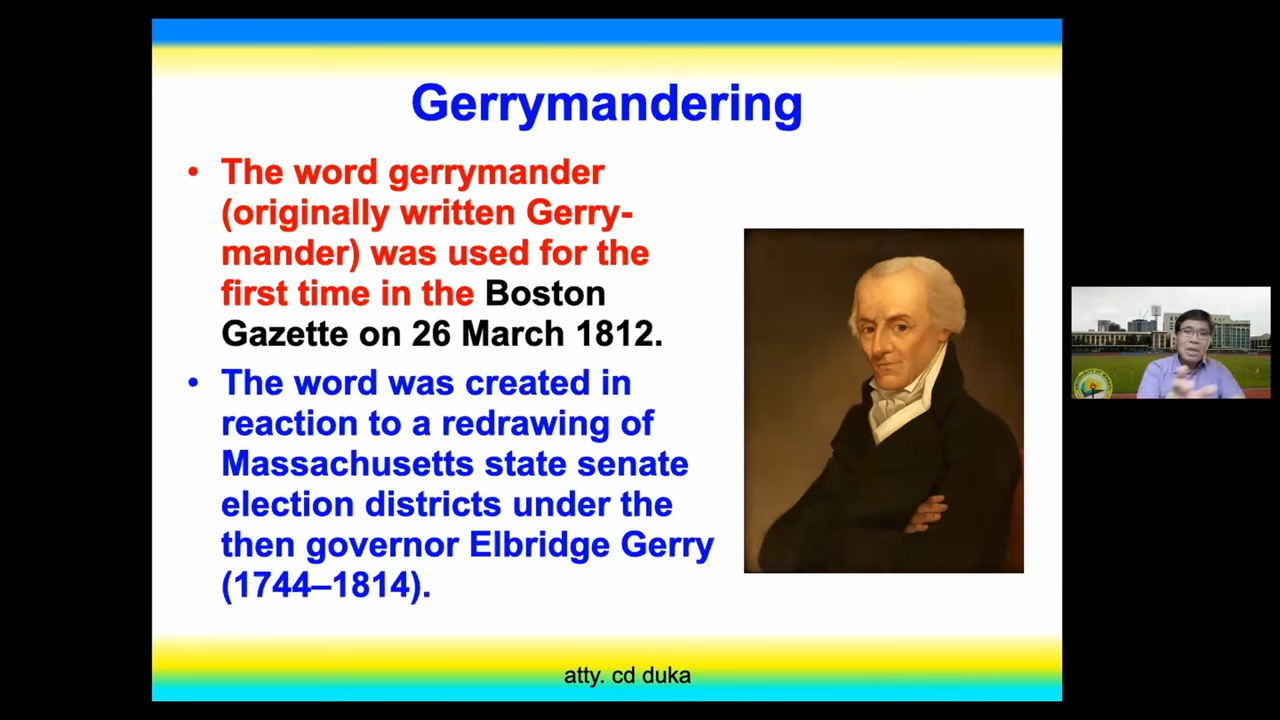 Gerrymandering
• The word gerrymander
(originally written Gerry-
mander) was used for the
first time in the Boston
Gazette on 26 March 1812.
• The word was created in
reaction to a redrawing of
Massachusetts state senate
election districts under the
then governor Elbridge Gerry
(1744–1814).
atty. cd duka